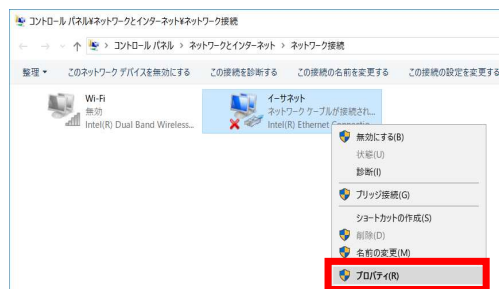 コントロール パネル¥ネットワークとインターネット¥ネットワーク接続
コントロール パネル › ネットワークとインターネット › ネットワーク接続
整理 このネットワーク デバイスを無効にする この接続を診断する この接続の名前を変更する この接続の設定を変更する
Wi-Fi
無効
Intel(R) Dual Band Wireless...
イーサネット
ネットワーク ケーブルが接続され...
Intel(R) Ethernet
無効にする(B)
状態(U)
診断(I)
ブリッジ接続(G)
ショートカットの作成(S)
削除(D)
名前の変更(M)
プロパティ(R)